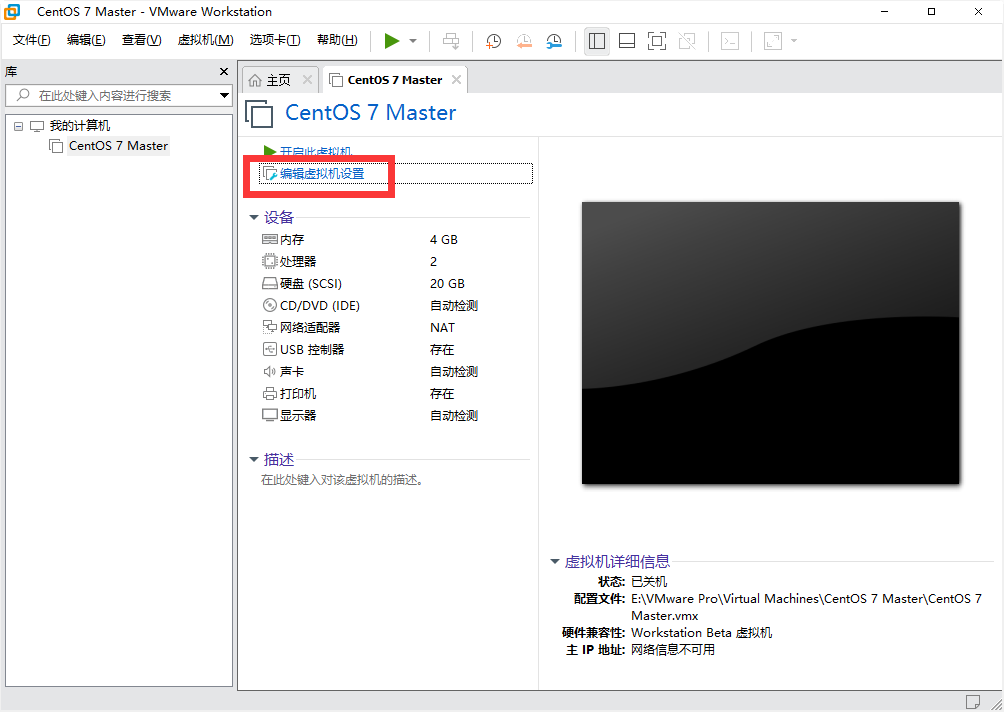 CentOS 7 Master - VMware Workstation
文件(F) 编辑(E) 查看(V) 虚拟机(M) 选项卡(T) 帮助(H)
库
在此处键入内容进行搜索
我的计算机
CentOS 7 Master
主页 CentOS 7 Master
CentOS 7 Master
开启此虚拟机
编辑虚拟机设置
设备
内存 4 GB
处理器 2
硬盘 (SCSI) 20 GB
CD/DVD (IDE) 自动检测
网络适配器 NAT
USB 控制器 存在
声卡 自动检测
打印机 存在
显示器 自动检测
描述
在此处键入对该虚拟机的描述。
虚拟机详细信息
状态: 已关机
配置文件: E:\VMware Pro\Virtual Machines\CentOS 7 Master\CentOS 7
Master.vmx
硬件兼容性: Workstation Beta 虚拟机
主 IP 地址: 网络信息不可用